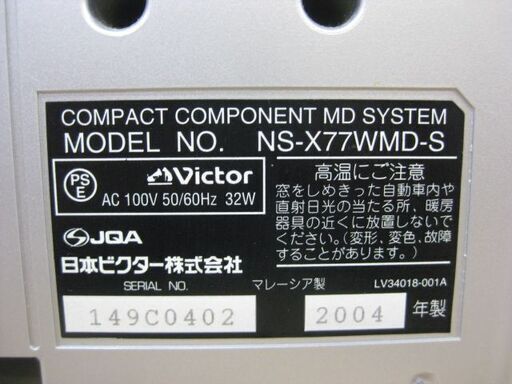 COMPACT COMPONENT MD SYSTEM
MODEL NO. NS-X77WMD-S
PSE
Victor
AC 100V 50/60Hz 32W
JQA
日本ビクター株式会社
高温にご注意
窓をしめきった自動車内や
直射日光の当たる所、暖房
器具の近くに放置しないで
ください。(変形、変色、故障
することがあります。)
SERIAL NO.
マレーシア製
LV34018-001A
149C0402
2004 年製